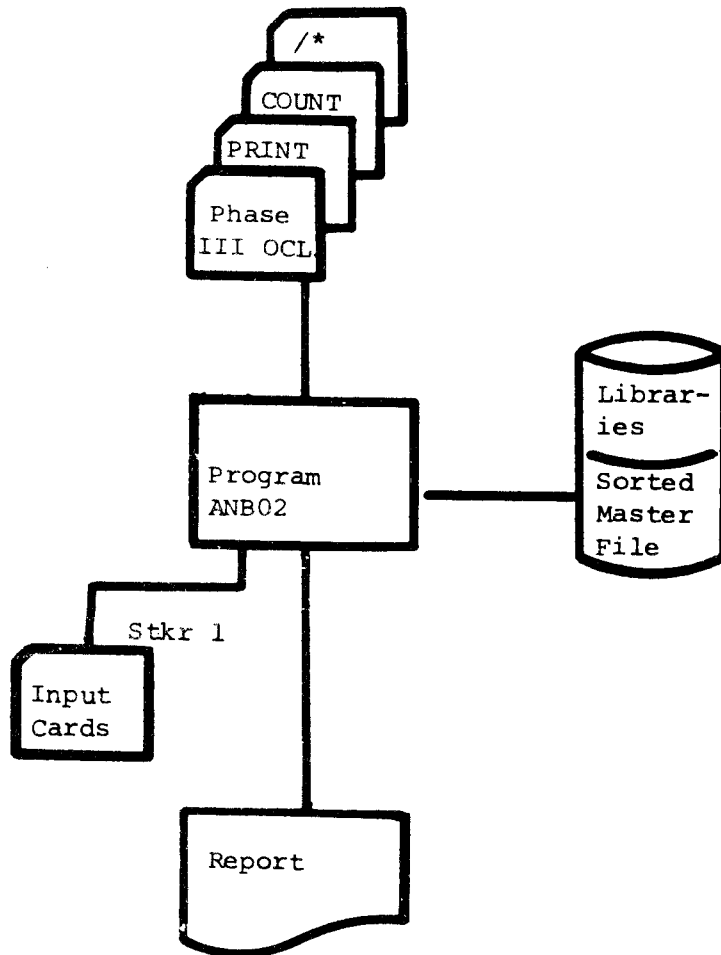 /*
COUNT
PRINT
Phase
III OCL
Program
ANB02
Librar-
ies
Sorted
Master
File
Stkr 1
Input
Cards
Report